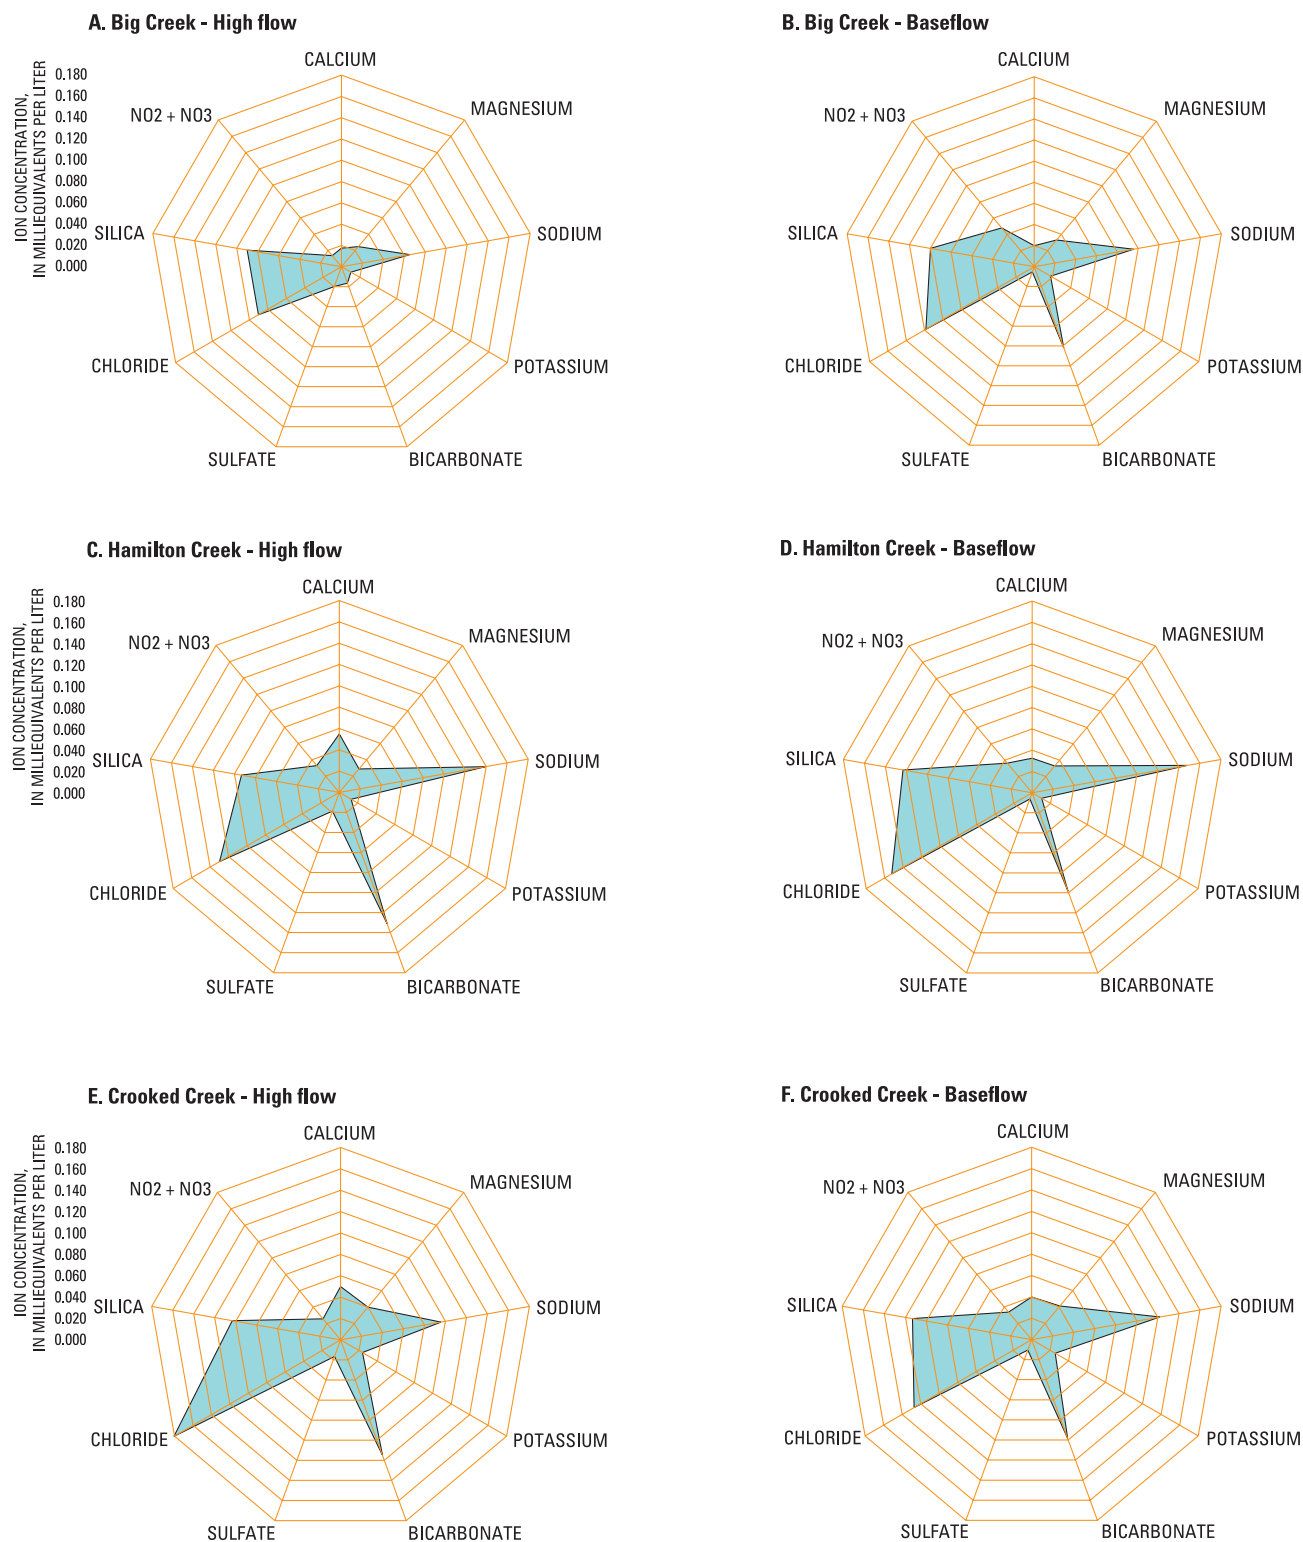 A. Big Creek - High flow
ION CONCENTRATION,
IN MILLIEQUIVALENTS PER LITER
0.180
0.160
0.140
0.120
0.100
0.080
0.060
0.040
0.020
0.000
CALCIUM
MAGNESIUM
SODIUM
POTASSIUM
BICARBONATE
SULFATE
CHLORIDE
SILICA
NO2 + NO3
B. Big Creek - Baseflow
CALCIUM
MAGNESIUM
SODIUM
POTASSIUM
BICARBONATE
SULFATE
CHLORIDE
SILICA
NO2 + NO3
C. Hamilton Creek - High flow
ION CONCENTRATION,
IN MILLIEQUIVALENTS PER LITER
0.180
0.160
0.140
0.120
0.100
0.080
0.060
0.040
0.020
0.000
CALCIUM
MAGNESIUM
SODIUM
POTASSIUM
BICARBONATE
SULFATE
CHLORIDE
SILICA
NO2 + NO3
D. Hamilton Creek - Baseflow
CALCIUM
MAGNESIUM
SODIUM
POTASSIUM
BICARBONATE
SULFATE
CHLORIDE
SILICA
NO2 + NO3
E. Crooked Creek - High flow
ION CONCENTRATION,
IN MILLIEQUIVALENTS PER LITER
0.180
0.160
0.140
0.120
0.100
0.080
0.060
0.040
0.020
0.000
CALCIUM
MAGNESIUM
SODIUM
POTASSIUM
BICARBONATE
SULFATE
CHLORIDE
SILICA
NO2 + NO3
F. Crooked Creek - Baseflow
CALCIUM
MAGNESIUM
SODIUM
POTASSIUM
BICARBONATE
SULFATE
CHLORIDE
SILICA
NO2 + NO3